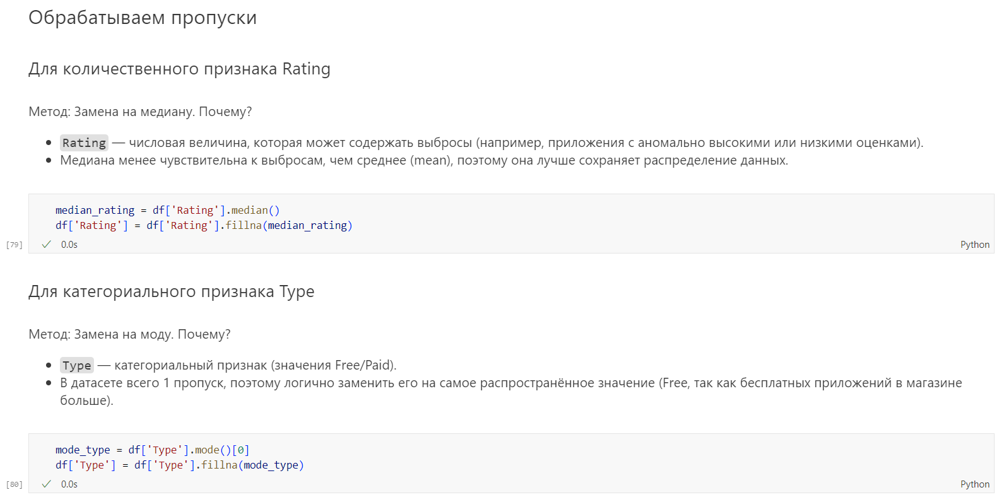 Обрабатываем пропуски
Для количественного признака Rating
Метод: Замена на медиану. Почему?
• Rating — числовая величина, которая может содержать выбросы (например, приложения с аномально высокими или низкими оценками).
• Медиана менее чувствительна к выбросам, чем среднее (mean), поэтому она лучше сохраняет распределение данных.
median_rating = df['Rating'].median()
df['Rating'] = df['Rating'].fillna(median_rating)
[79] ✓ 0.0s Python
Для категориального признака Type
Метод: Замена на моду. Почему?
• Type — категориальный признак (значения Free/Paid).
• В датасете всего 1 пропуск, поэтому логично заменить его на самое распространённое значение (Free, так как бесплатных приложений в магазине
больше).
mode_type = df['Type'].mode()[0]
df['Type'] = df['Type'].fillna(mode_type)
[80] ✓ 0.0s Python